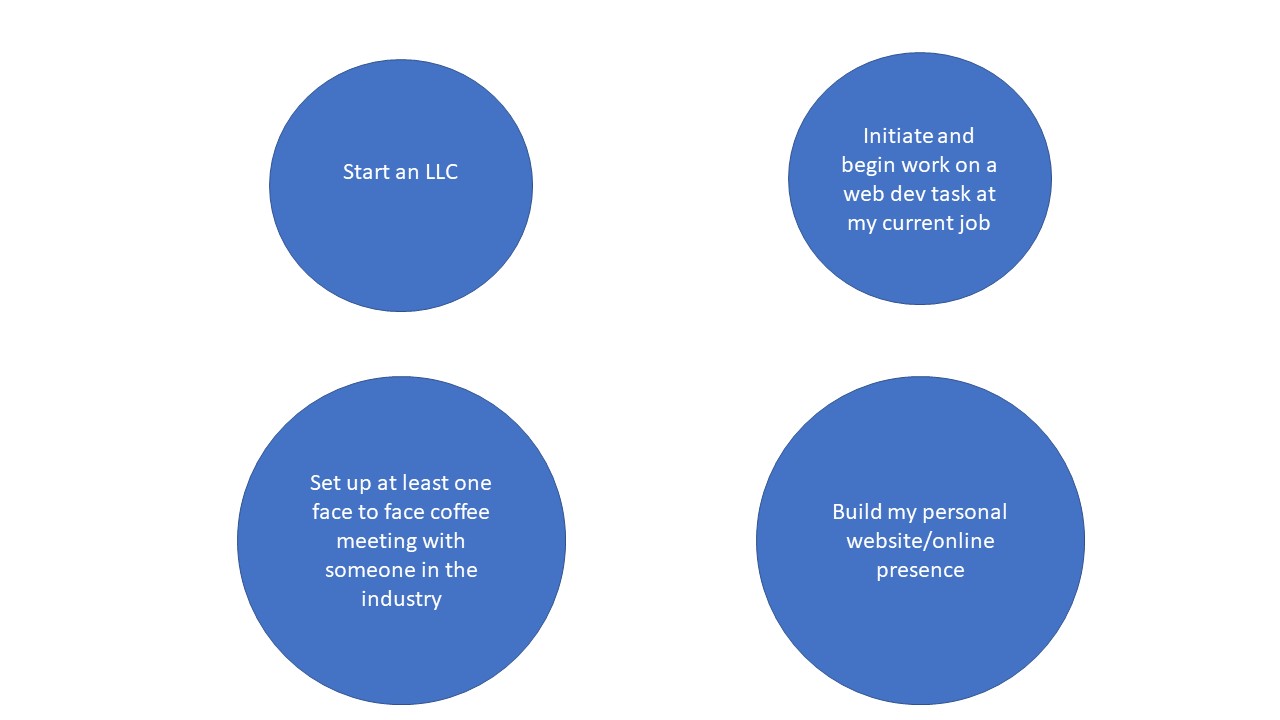 Start an LLC
Initiate and
begin work on a
web dev task at
my current job
Set up at least one
face to face coffee
meeting with
someone in the
industry
Build my personal
website/online
presence